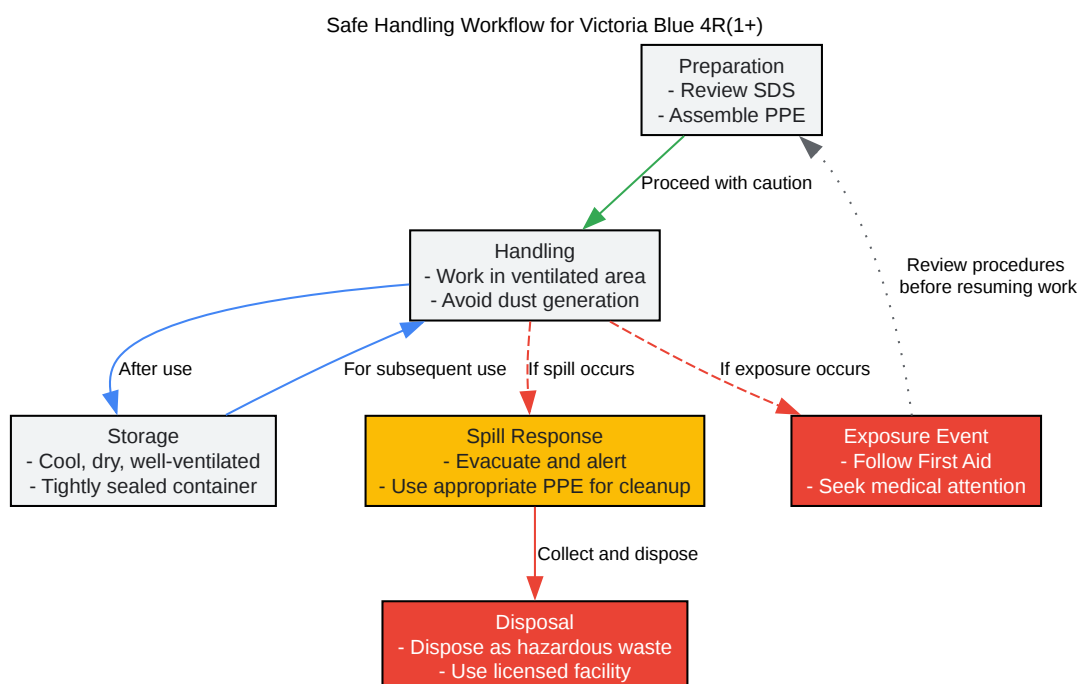 Safe Handling Workflow for Victoria Blue 4R(1+)
Preparation
- Review SDS
- Assemble PPE
Proceed with caution
Handling
- Work in ventilated area
- Avoid dust generation
Review procedures
before resuming work
After use
For subsequent use
If spill occurs
If exposure occurs
Storage
- Cool, dry, well-ventilated
- Tightly sealed container
Spill Response
- Evacuate and alert
- Use appropriate PPE for cleanup
Exposure Event
- Follow First Aid
- Seek medical attention
Collect and dispose
Disposal
- Dispose as hazardous waste
- Use licensed facility